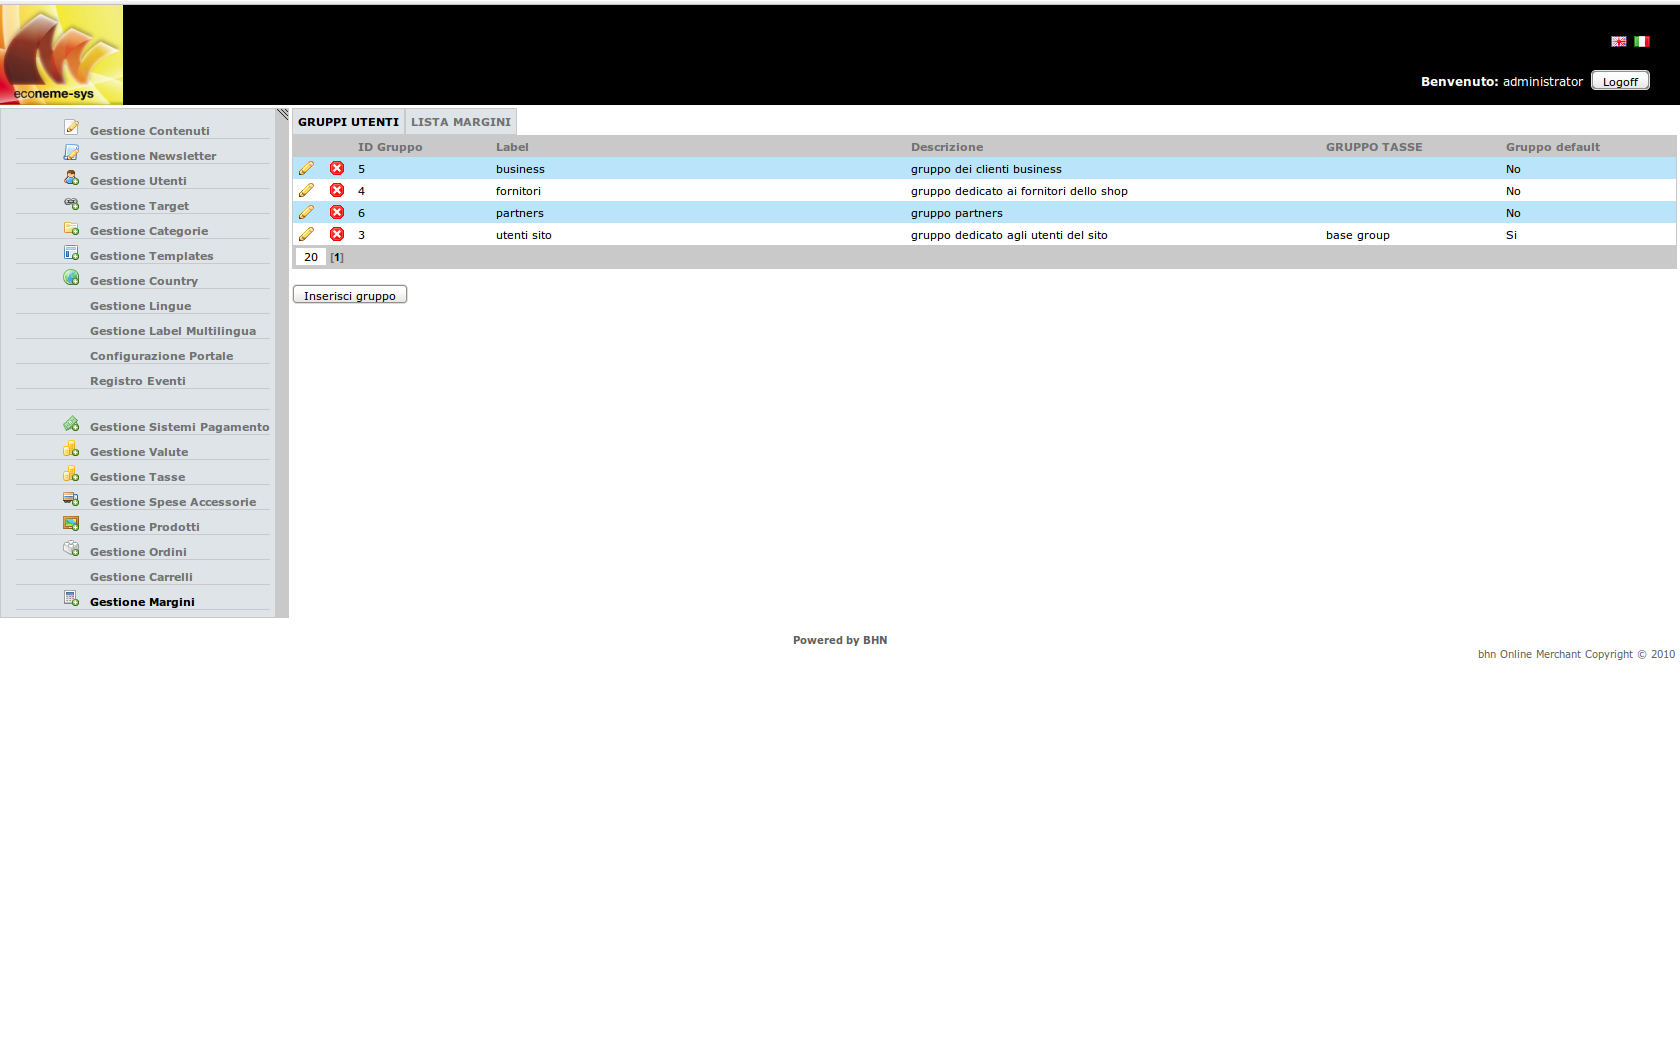 econeme-sys
Benvenuto: administrator Logoff
Gestione Contenuti
Gestione Newsletter
Gestione Utenti
Gestione Target
Gestione Categorie
Gestione Templates
Gestione Country
Gestione Lingue
Gestione Label Multilingua
Configurazione Portale
Registro Eventi
Gestione Sistemi Pagamento
Gestione Valute
Gestione Tasse
Gestione Spese Accessorie
Gestione Prodotti
Gestione Ordini
Gestione Carrelli
Gestione Margini
GRUPPI UTENTI LISTA MARGINI
ID Gruppo Label Descrizione GRUPPO TASSE Gruppo default
5 business gruppo dei clienti business No
4 fornitori gruppo dedicato ai fornitori dello shop No
6 partners gruppo partners No
3 utenti sito gruppo dedicato agli utenti del sito base group Si
20 [1]
Inserisci gruppo
Powered by BHN
bhn Online Merchant Copyright © 2010